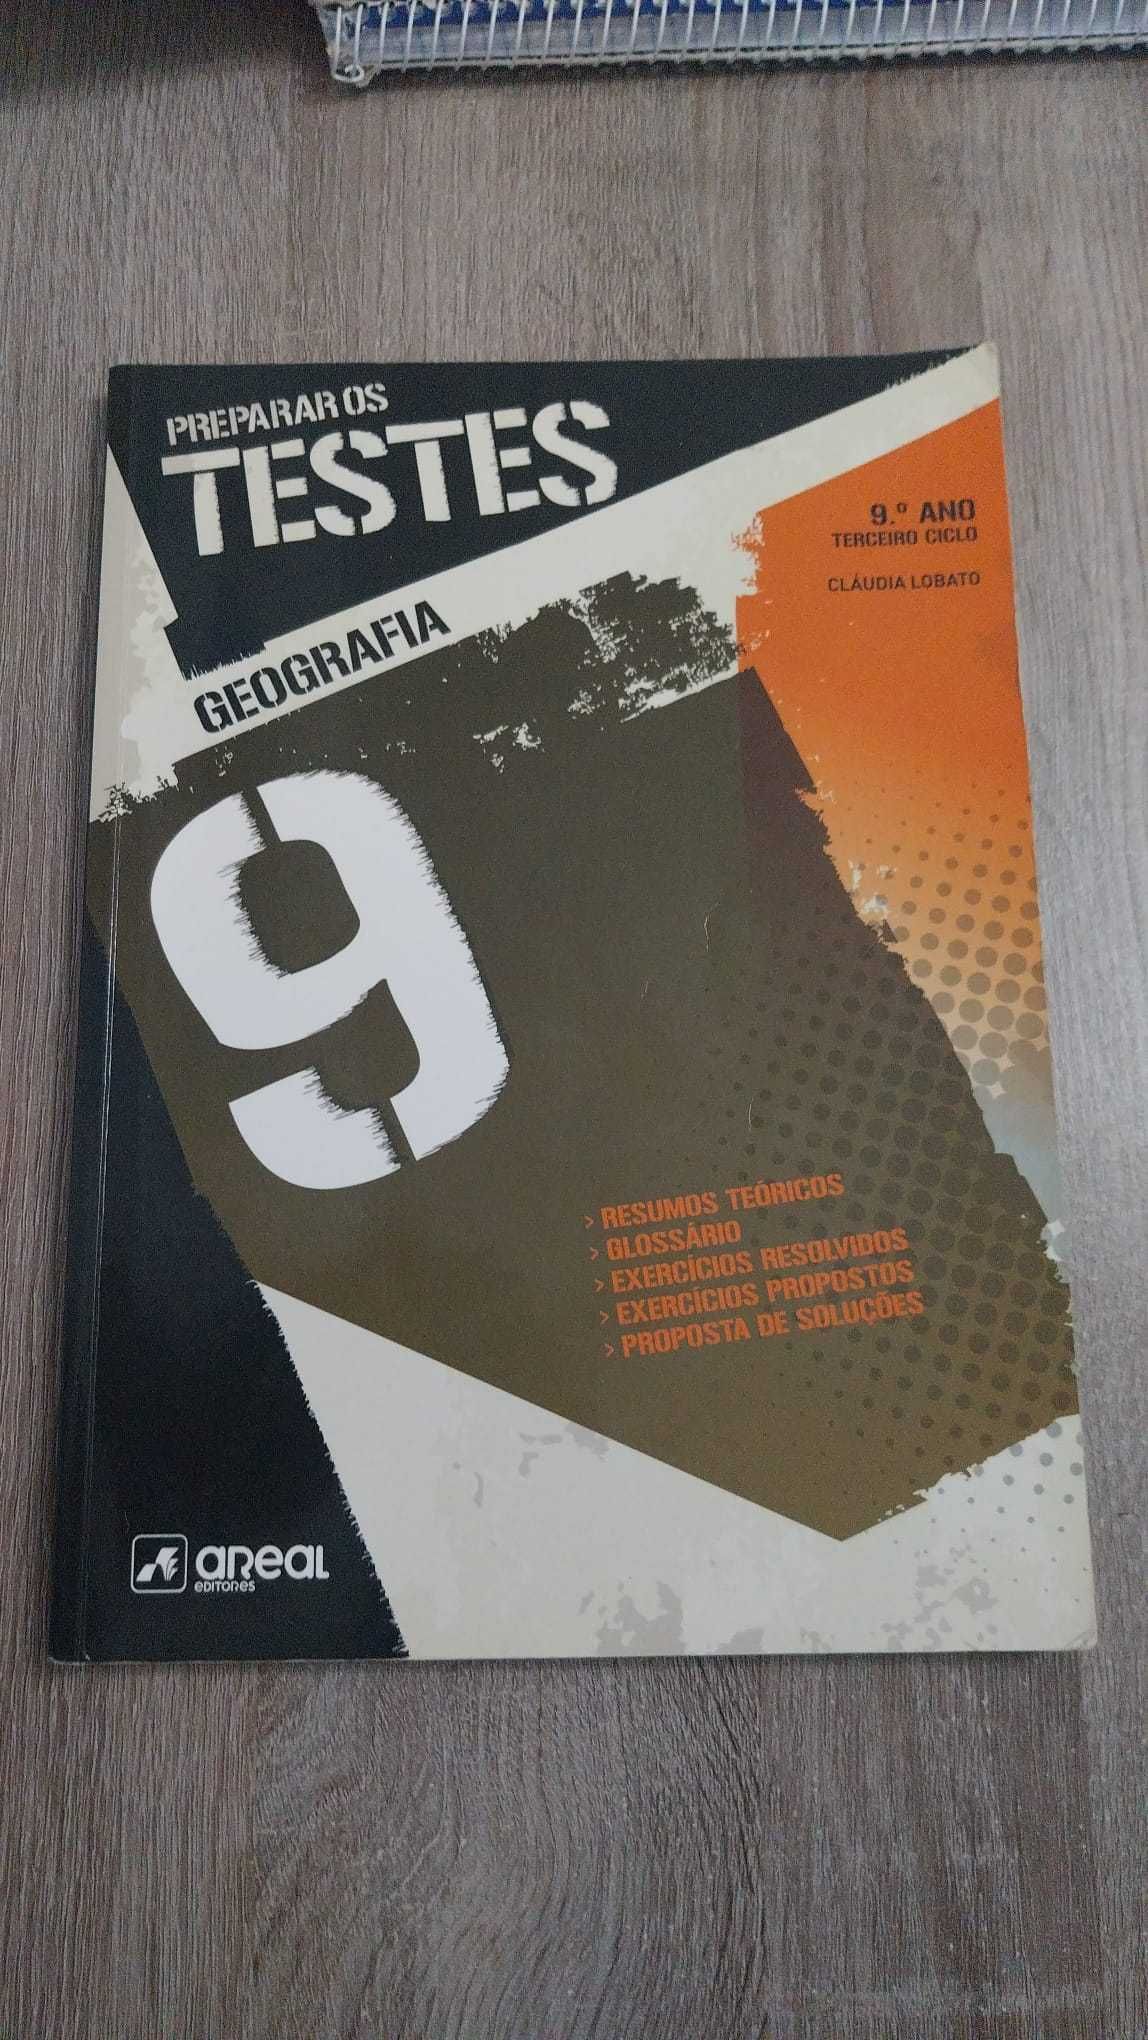 PREPARAR OS
TESTES
9.º ANO
TERCEIRO CICLO
CLÁUDIA LOBATO
GEOGRAFIA
9
> RESUMOS TEÓRICOS
> GLOSSÁRIO
> EXERCÍCIOS RESOLVIDOS
> EXERCÍCIOS PROPOSTOS
> PROPOSTA DE SOLUÇÕES
AREAL
EDITORES